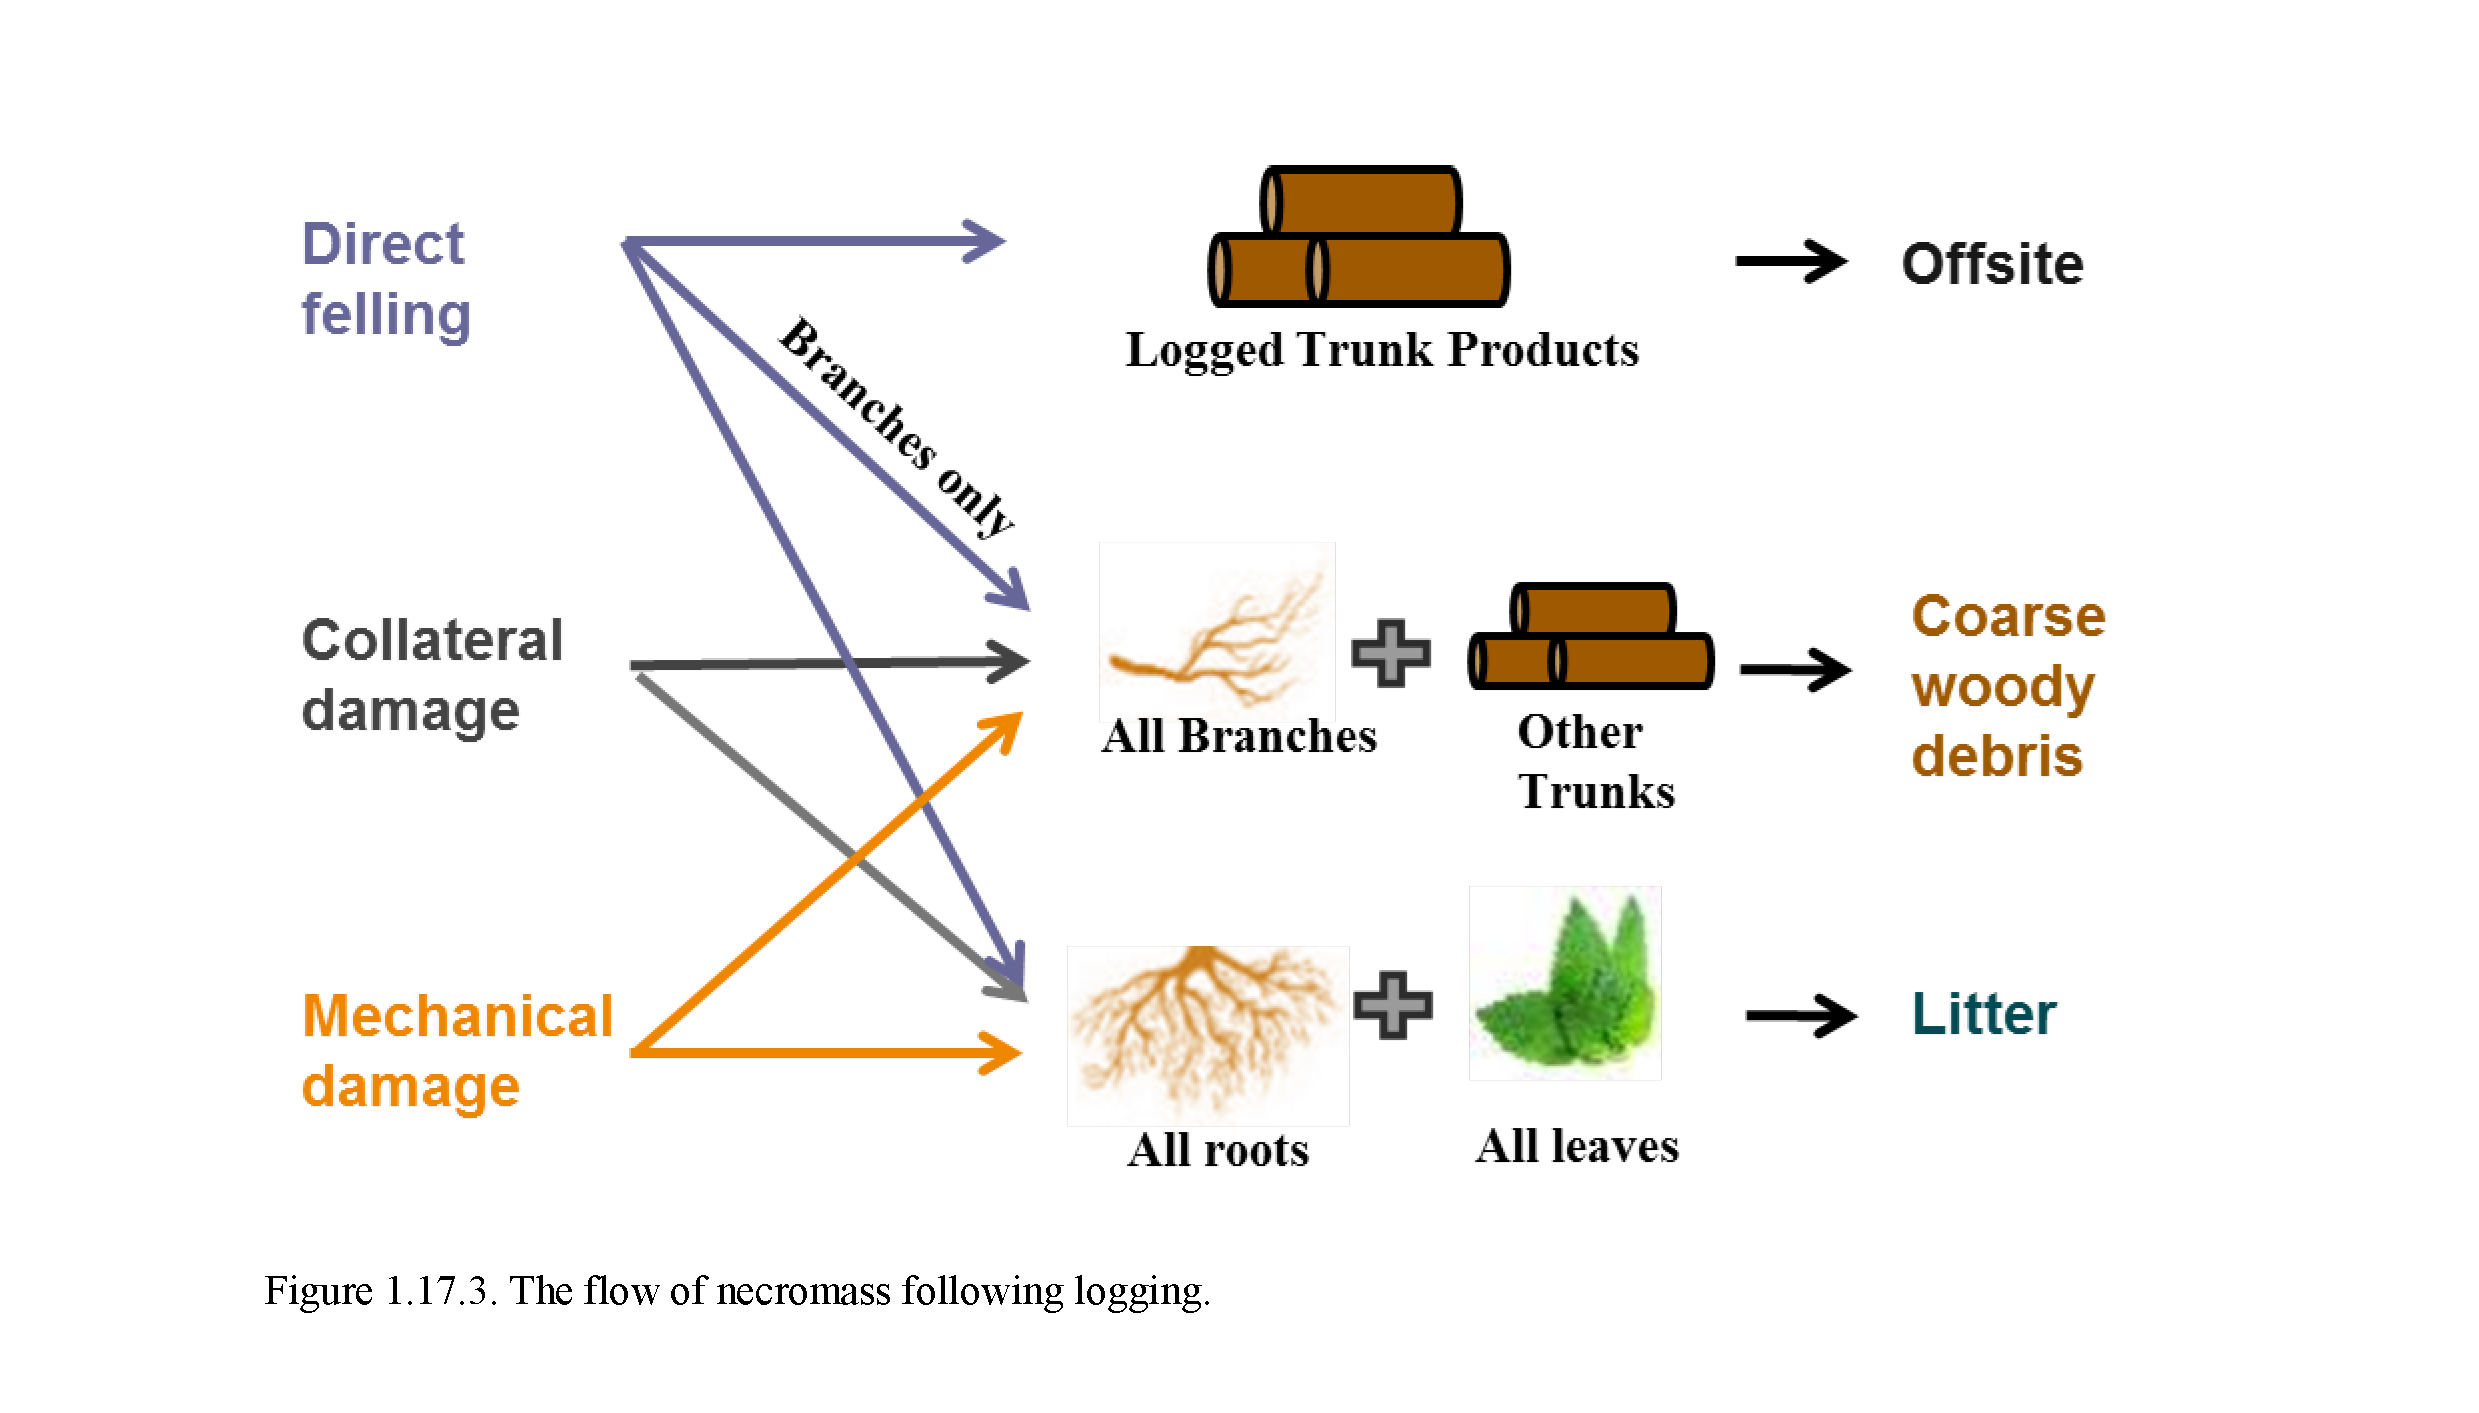 Direct
felling
Branches only
Logged Trunk Products
Offsite
Collateral
damage
All Branches
Other
Trunks
Coarse
woody
debris
Mechanical
damage
All roots
All leaves
Litter
Figure 1.17.3. The flow of necromass following logging.